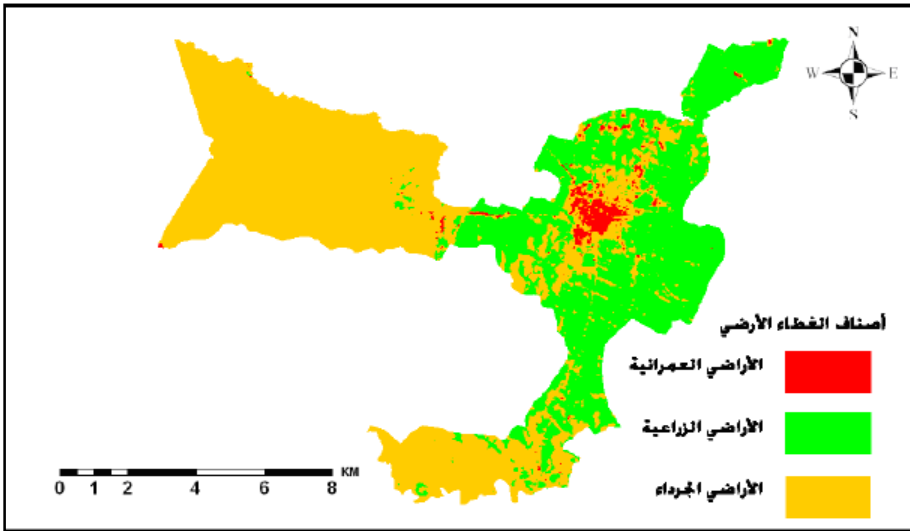 N
W E
S
أصناف الغطاء الأرضي
الأراضي العمرانية
الأراضي الزراعية
الأراضي الجرداء
KM
0 1 2 4 6 8